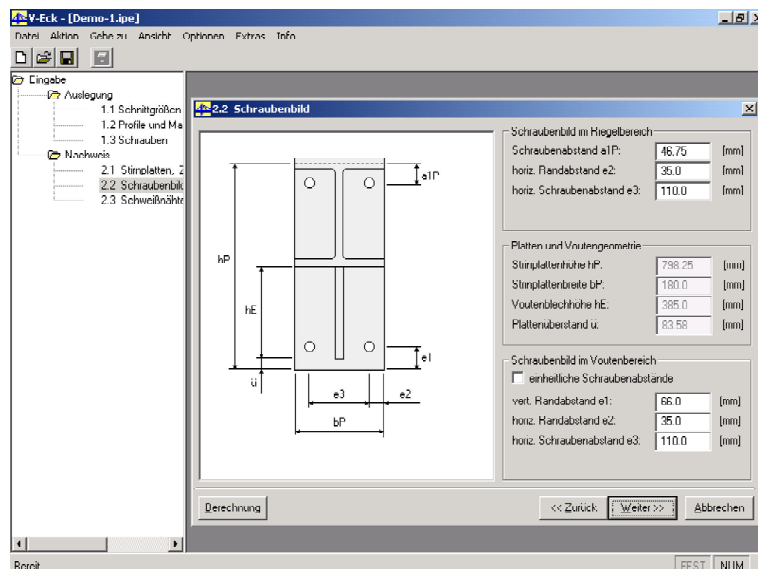 V-Eck - [Demo-1.ipe]
Datei Aktion Gehe zu Ansicht Optionen Extras Info
Eingabe
Auslegung
1.1 Schnittgrößen
1.2 Profile und Ma
1.3 Schrauben
Nachweis
2.1 Stirnplatten, 2
2.2 Schraubenbild
2.3 Schweißnähte
2.2 Schraubenbild
a1P
hP
hE
e1
ü
e3 e2
bP
Schraubenbild im Riegelbereich
Schraubenabstand a1P: 46.75 [mm]
horiz. Randabstand e2: 35.0 [mm]
horiz. Schraubenabstand e3: 110.0 [mm]
Platten und Voutengeometrie
Stirnplattenhöhe hP: 798.25 [mm]
Stirnplattenbreite bP: 180.0 [mm]
Voutenblechhöhe hE: 385.0 [mm]
Plattenüberstand ü: 83.58 [mm]
Schraubenbild im Voutenbereich
einheitliche Schraubenabstände
vert. Randabstand e1: 66.0 [mm]
horiz. Randabstand e2: 35.0 [mm]
horiz. Schraubenabstand e3: 110.0 [mm]
Berechnung
<< Zurück
Weiter >>
Abbrechen
Bereit
FEST NUM